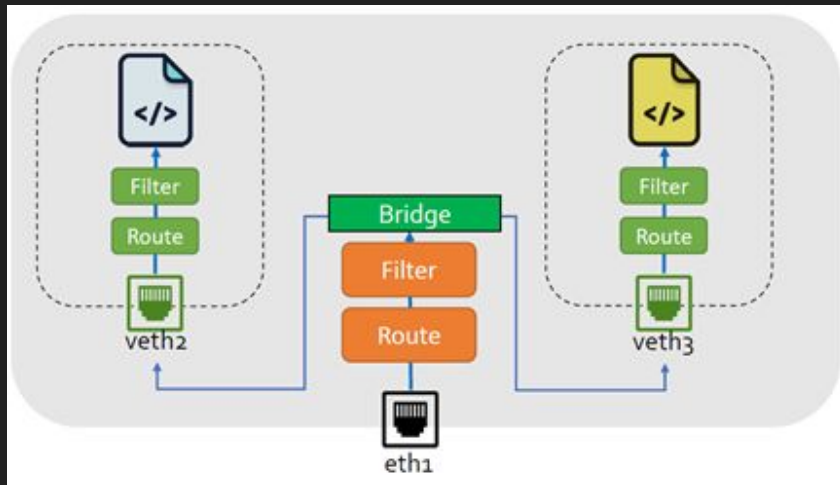 </>
Filter
Route
veth2
Bridge
Filter
Route
eth1
</>
Filter
Route
veth3